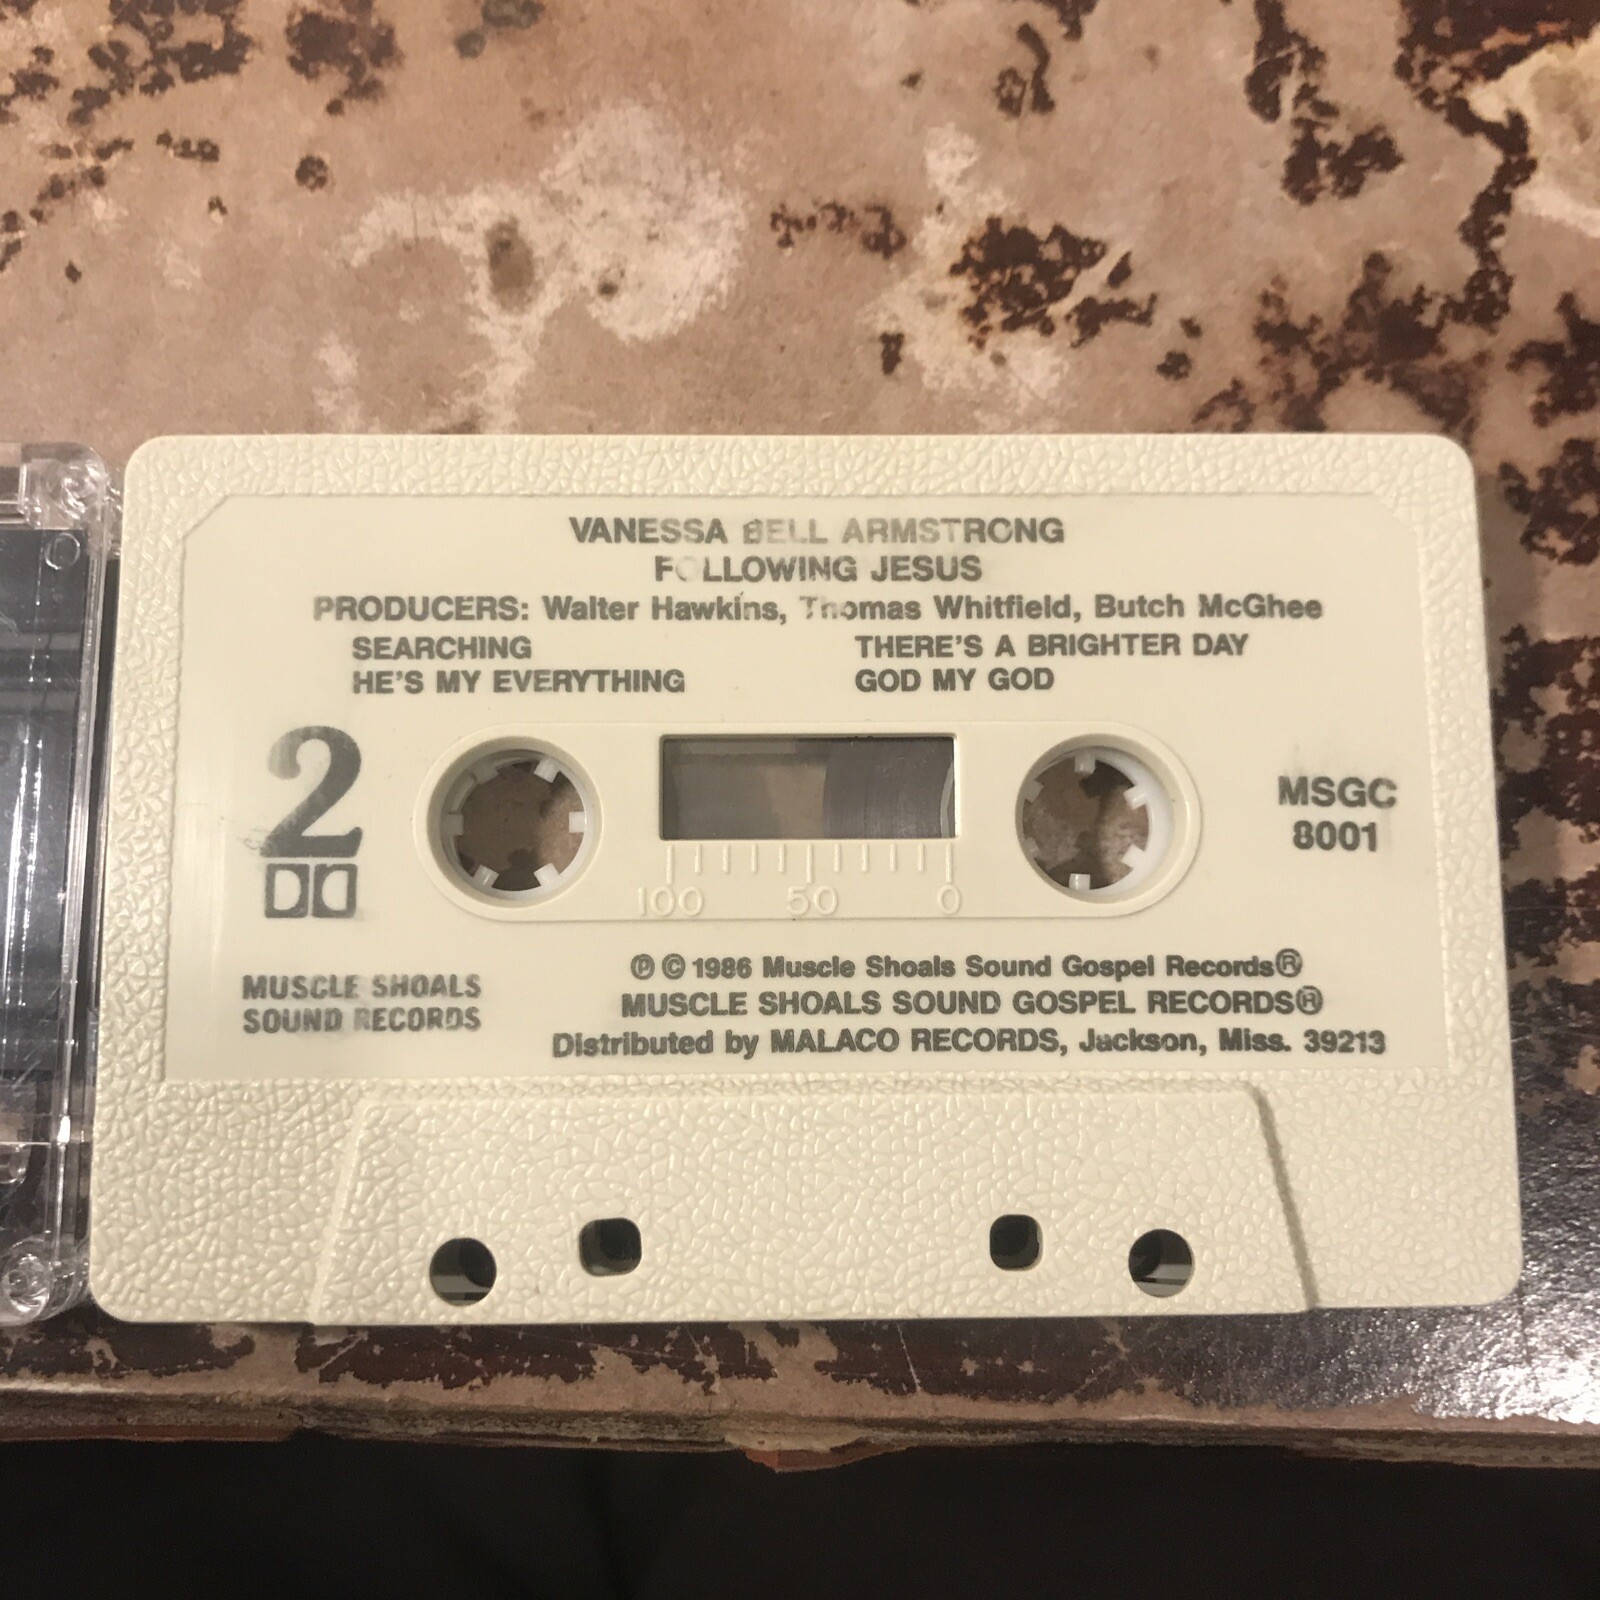 VANESSA BELL ARMSTRONG
FOLLOWING JESUS
PRODUCERS: Walter Hawkins, Thomas Whitfield, Butch McGhee
SEARCHING
HE'S MY EVERYTHING
THERE'S A BRIGHTER DAY
GOD MY GOD
2
MSGC
8001
100 50 0
MUSCLE SHOALS
SOUND RECORDS
℗ © 1986 Muscle Shoals Sound Gospel Records®
MUSCLE SHOALS SOUND GOSPEL RECORDS®
Distributed by MALACO RECORDS, Jackson, Miss. 39213